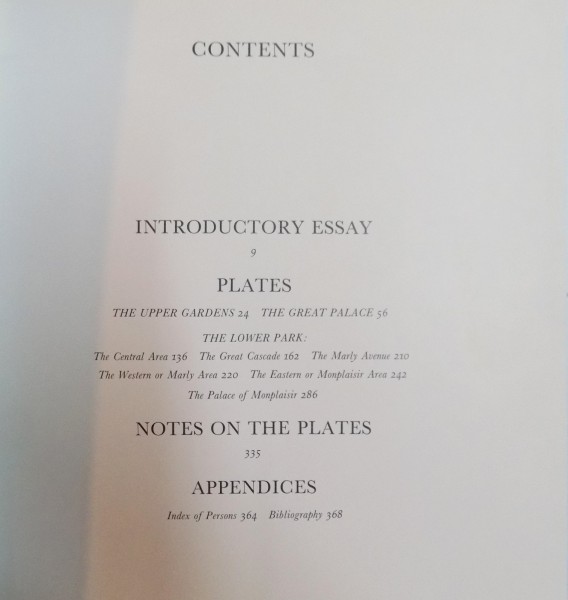 CONTENTS
INTRODUCTORY ESSAY
9
PLATES
THE UPPER GARDENS 24 THE GREAT PALACE 56
THE LOWER PARK:
The Central Area 136 The Great Cascade 162 The Marly Avenue 210
The Western or Marly Area 220 The Eastern or Monplaisir Area 242
The Palace of Monplaisir 286
NOTES ON THE PLATES
335
APPENDICES
Index of Persons 364 Bibliography 368